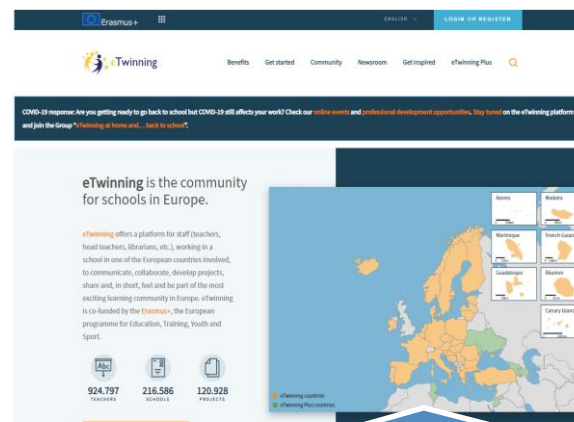 Erasmus+
ENGLISH
LOGIN OR REGISTER
eTwinning
Benefits
Get started
Community
Newsroom
Get inspired
eTwinning Plus
COVID-19 response: Are you getting ready to go back to school but COVID-19 still affects your work? Check our online events and professional development opportunities. Stay tuned on the eTwinning platform
and join the Group "eTwinning at home and... back to school".
eTwinning is the community
for schools in Europe.
eTwinning offers a platform for staff (teachers,
head teachers, librarians, etc.), working in a
school in one of the European countries involved,
to communicate, collaborate, develop projects,
share and, in short, feel and be part of the most
exciting learning community in Europe. eTwinning
is co-funded by the Erasmus+, the European
programme for Education, Training, Youth and
Sport.
Abc
924.797
TEACHERS
216.586
SCHOOLS
120.928
PROJECTS
Azores
Madeira
Martinique
French Guian
Guadeloupe
Réunion
Canary Island
eTwinning countries
eTwinning Plus countries